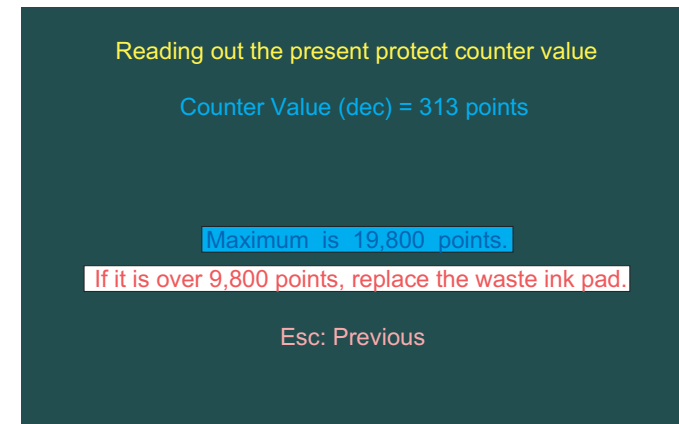 Reading out the present protect counter value
Counter Value (dec) = 313 points
Maximum is 19,800 points.
If it is over 9,800 points, replace the waste ink pad.
Esc: Previous